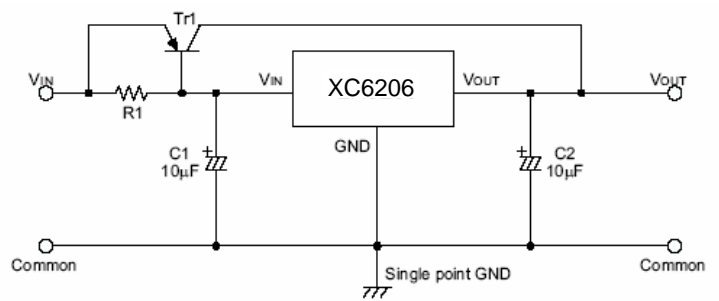 Tr1
VIN
VIN
XC6206
VOUT
VOUT
R1
GND
C1
10μF
C2
10μF
Common
Single point GND
Common